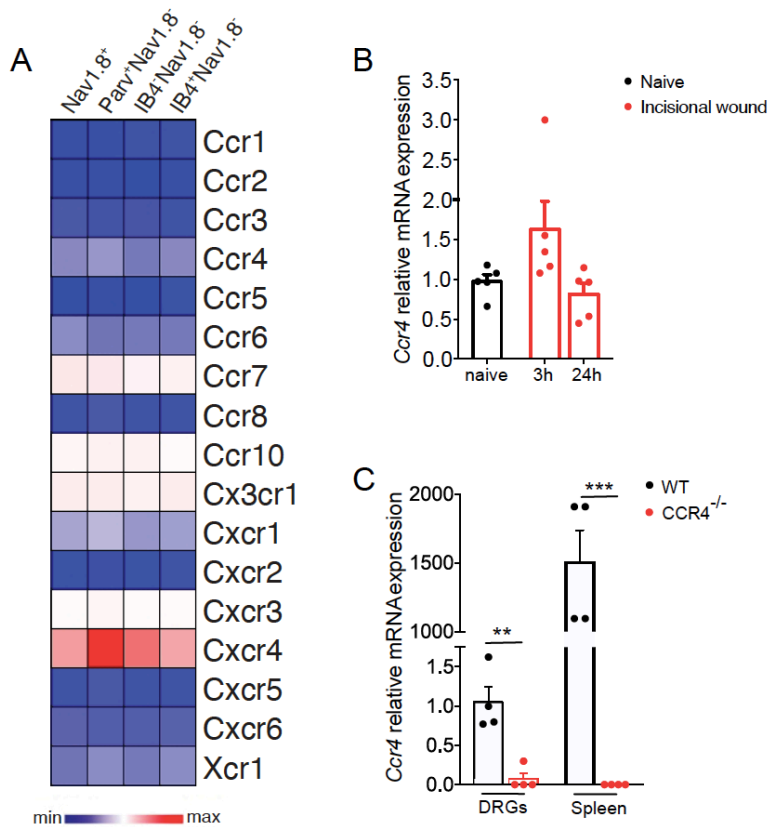 A
Nav1.8⁺
Parv⁺Nav1.8⁻
IB4⁻Nav1.8⁻
IB4⁺Nav1.8⁻
Ccr1
Ccr2
Ccr3
Ccr4
Ccr5
Ccr6
Ccr7
Ccr8
Ccr10
Cx3cr1
Cxcr1
Cxcr2
Cxcr3
Cxcr4
Cxcr5
Cxcr6
Xcr1
min
max
B
Ccr4 relative mRNA expression
3.5
3.0
2.5
2.0
1.5
1.0
0.5
0.0
naive
3h
24h
Naive
Incisional wound
C
Ccr4 relative mRNA expression
2000
1500
1000
1.5
1.0
0.5
0.0
**
***
DRGs
Spleen
WT
CCR4⁻/⁻